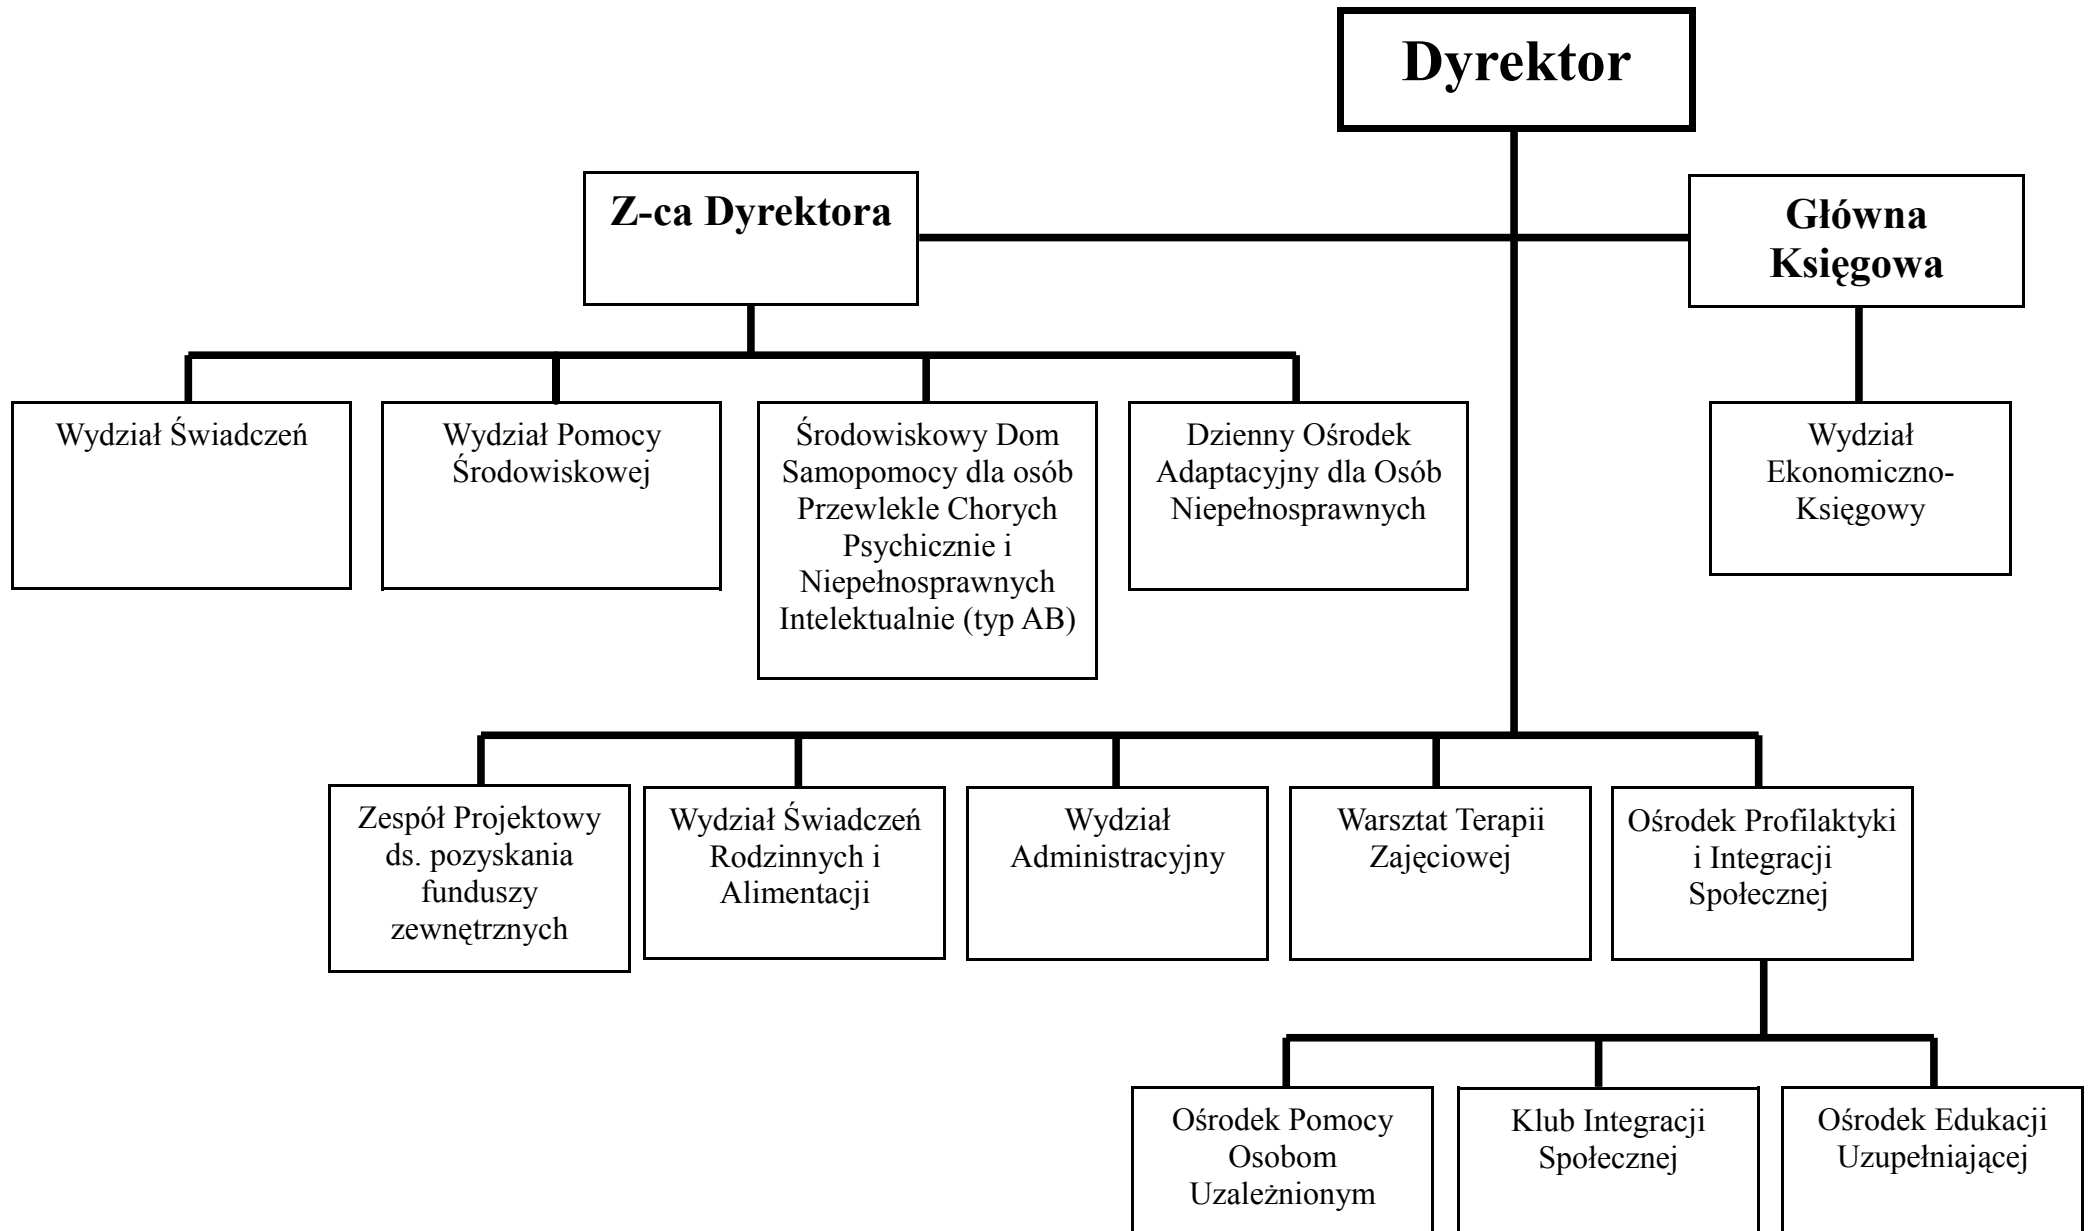 Dyrektor
Z-ca Dyrektora
Główna
Księgowa
Wydział Świadczeń
Wydział Pomocy
Środowiskowej
Środowiskowy Dom
Samopomocy dla osób
Przewlekle Chorych
Psychicznie i
Niepełnosprawnych
Intelektualnie (typ AB)
Dzienny Ośrodek
Adaptacyjny dla Osób
Niepełnosprawnych
Wydział
Ekonomiczno-
Księgowy
Zespół Projektowy
ds. pozyskania
funduszy
zewnętrznych
Wydział Świadczeń
Rodzinnych i
Alimentacji
Wydział
Administracyjny
Warsztat Terapii
Zajęciowej
Ośrodek Profilaktyki
i Integracji
Społecznej
Ośrodek Pomocy
Osobom
Uzależnionym
Klub Integracji
Społecznej
Ośrodek Edukacji
Uzupełniającej